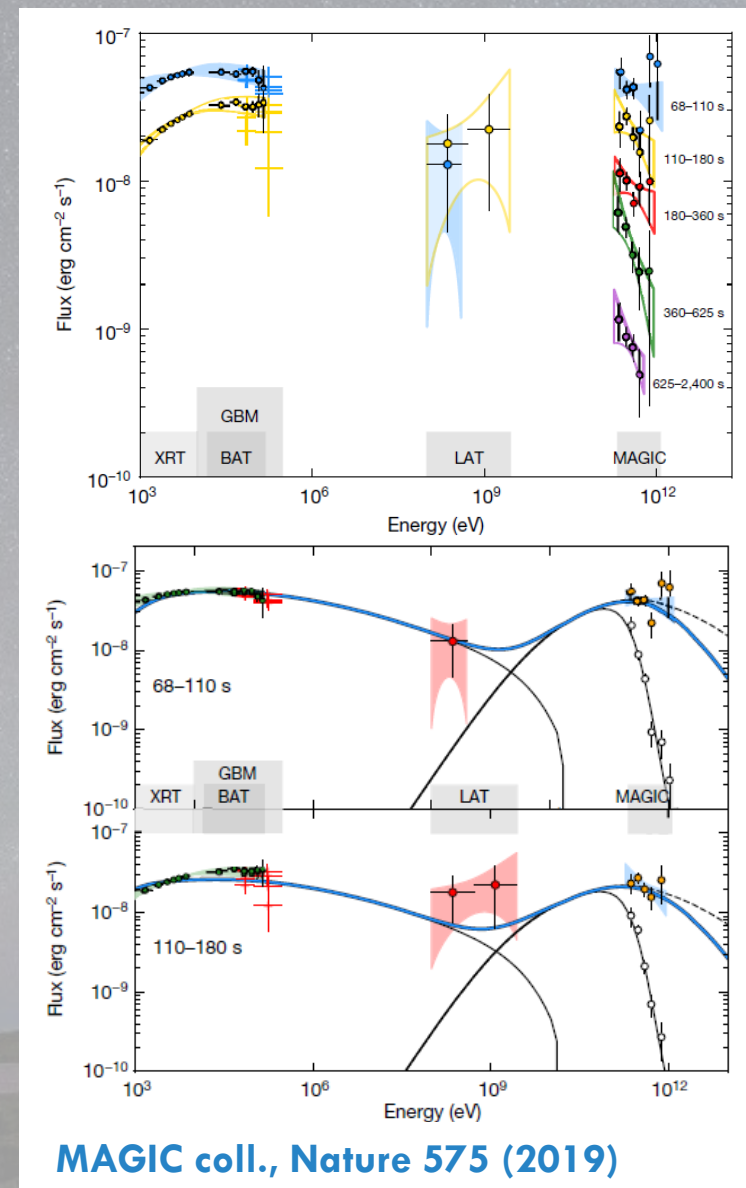 10⁻⁷
10⁻⁸
10⁻⁹
10⁻¹⁰
Flux (erg cm⁻² s⁻¹)
68–110 s
110–180 s
180–360 s
360–625 s
625–2,400 s
GBM
XRT BAT LAT MAGIC
10³ 10⁶ 10⁹ 10¹²
Energy (eV)
10⁻⁷
10⁻⁸
10⁻⁹
10⁻¹⁰
Flux (erg cm⁻² s⁻¹)
68–110 s
GBM
XRT BAT LAT MAGIC
10⁻⁷
10⁻⁸
10⁻⁹
10⁻¹⁰
Flux (erg cm⁻² s⁻¹)
110–180 s
10³ 10⁶ 10⁹ 10¹²
Energy (eV)
MAGIC coll., Nature 575 (2019)